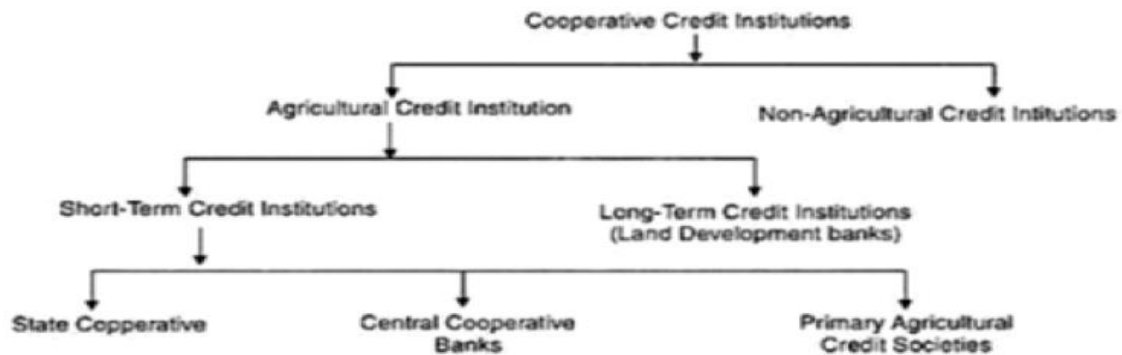 Cooperative Credit Institutions
Agricultural Credit Institution
Non-Agricultural Credit Intitutions
Short-Term Credit Institutions
Long-Term Credit Institutions
(Land Development banks)
State Copperative
Central Cooperative
Banks
Primary Agricultural
Credit Societies